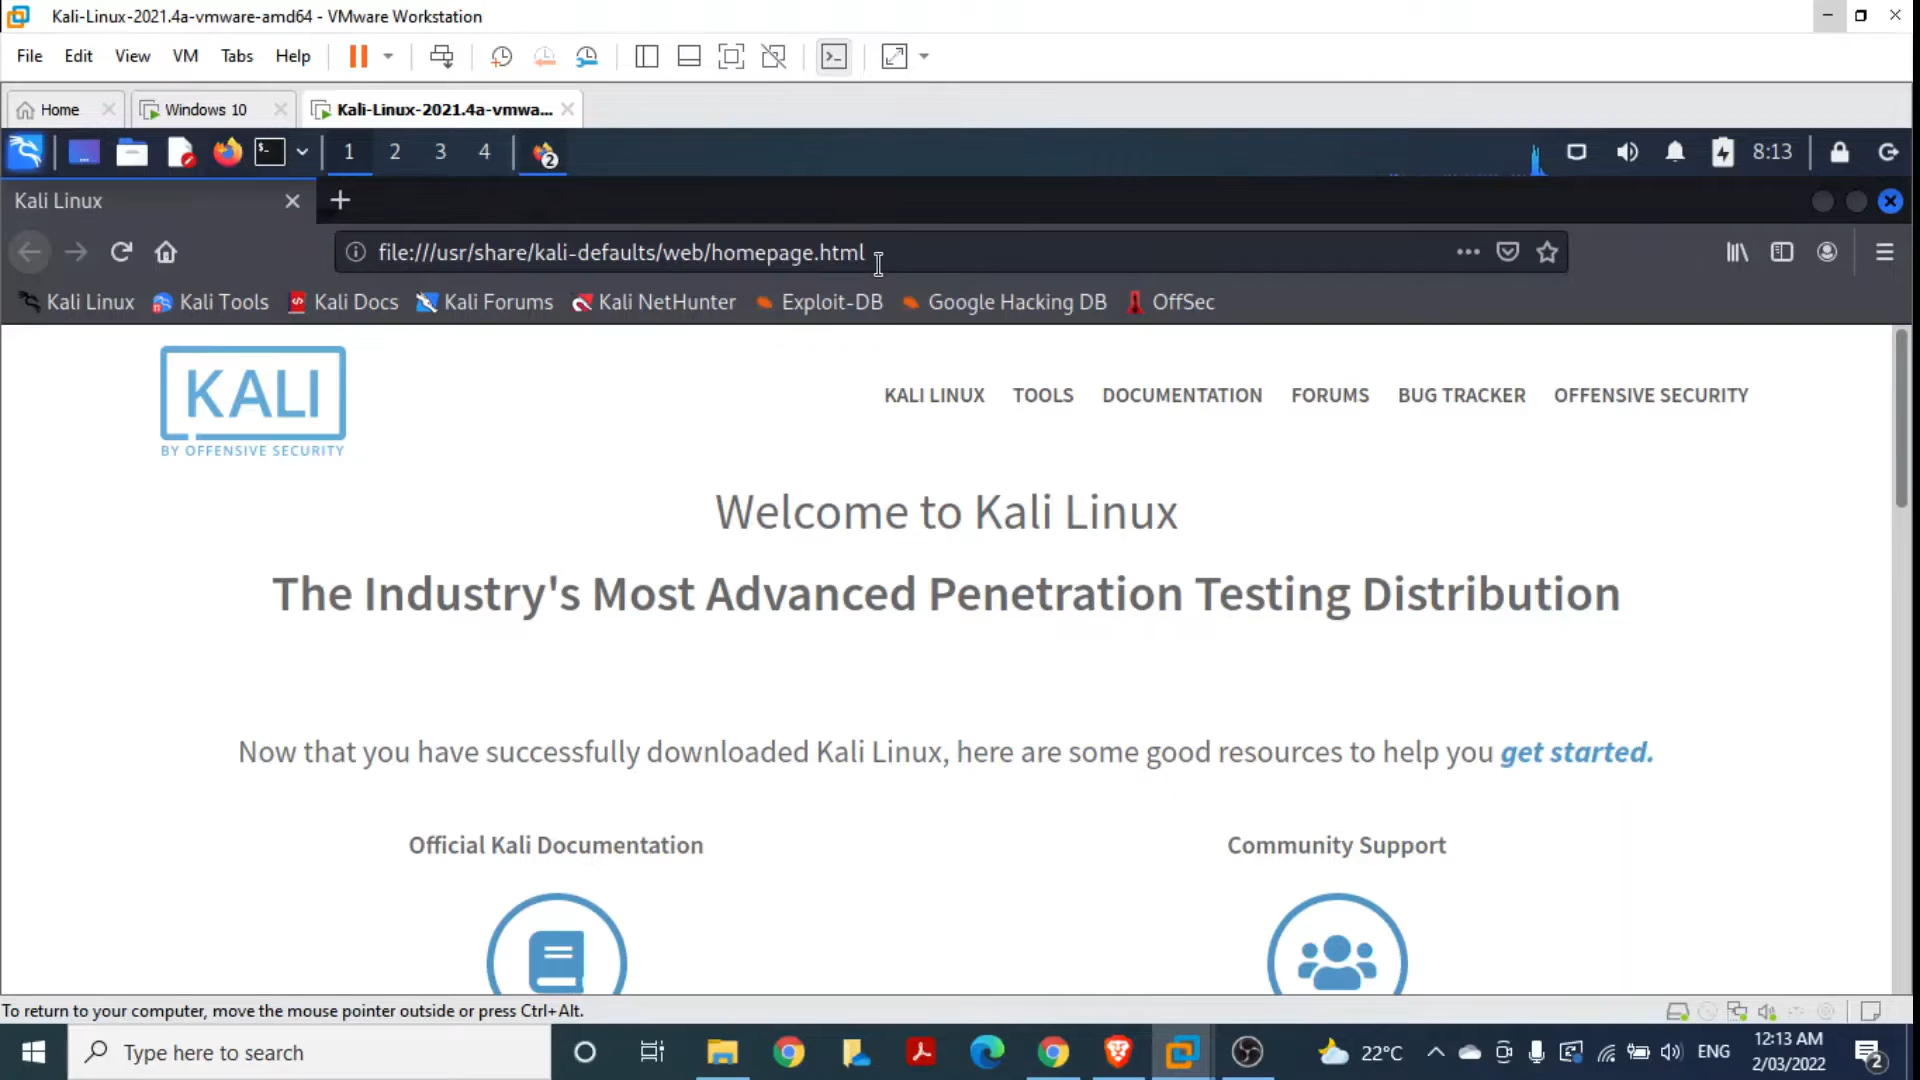 Kali-Linux-2021.4a-vmware-amd64 - VMware Workstation
File Edit View VM Tabs Help
Home Windows 10 Kali-Linux-2021.4a-vmwa...
1 2 3 4 2 8:13
Kali Linux
file:///usr/share/kali-defaults/web/homepage.html
Kali Linux Kali Tools Kali Docs Kali Forums Kali NetHunter Exploit-DB Google Hacking DB OffSec
KALI
BY OFFENSIVE SECURITY
KALI LINUX TOOLS DOCUMENTATION FORUMS BUG TRACKER OFFENSIVE SECURITY
Welcome to Kali Linux
The Industry's Most Advanced Penetration Testing Distribution
Now that you have successfully downloaded Kali Linux, here are some good resources to help you get started.
Official Kali Documentation Community Support
To return to your computer, move the mouse pointer outside or press Ctrl+Alt.
Type here to search 22°C ENG 12:13 AM
2/03/2022 2